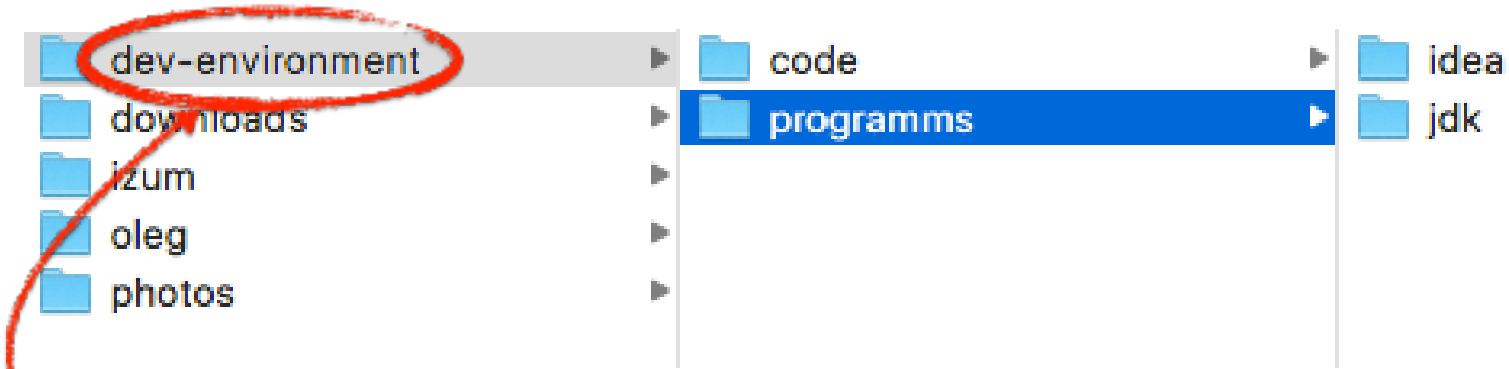 dev-environment
downloads
izum
oleg
photos
code
programms
idea
jdk